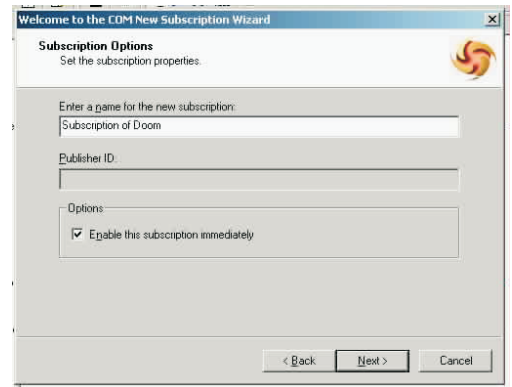 Welcome to the COM New Subscription Wizard
Subscription Options
Set the subscription properties.
Enter a name for the new subscription:
Subscription of Doom
Publisher ID:
Options
Enable this subscription immediately
< Back Next > Cancel